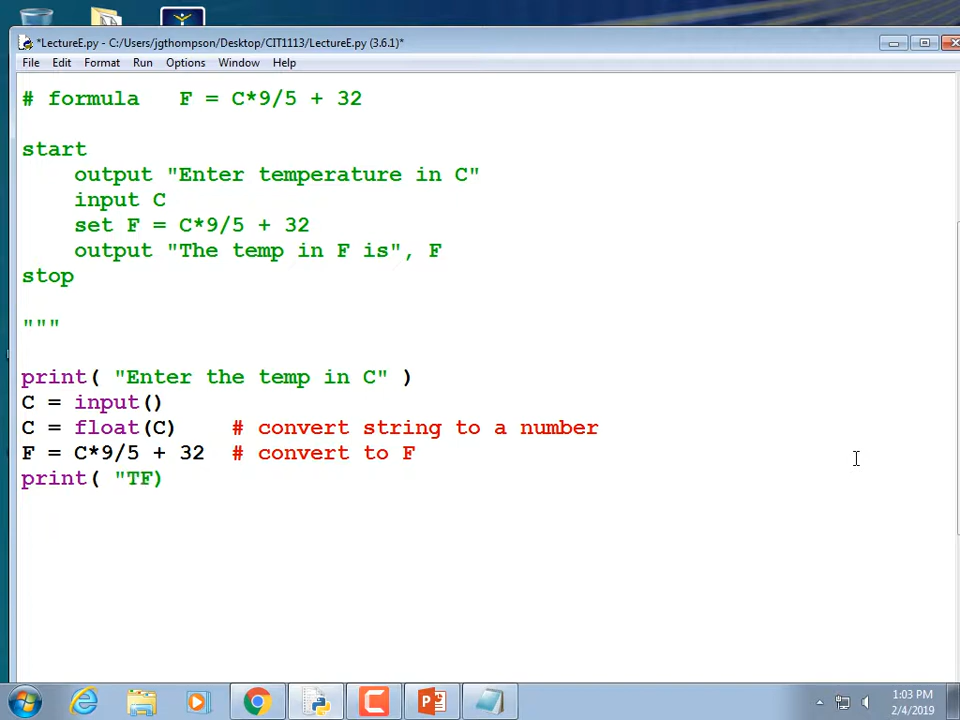 *LectureE.py - C:/Users/jgthompson/Desktop/CIT1113/LectureE.py (3.6.1)*
File Edit Format Run Options Window Help
# formula   F = C*9/5 + 32
start
    output "Enter temperature in C"
    input C
    set F = C*9/5 + 32
    output "The temp in F is", F
stop
"""
print( "Enter the temp in C" )
C = input()
C = float(C)    # convert string to a number
F = C*9/5 + 32  # convert to F
print( "TF)
1:03 PM
2/4/2019